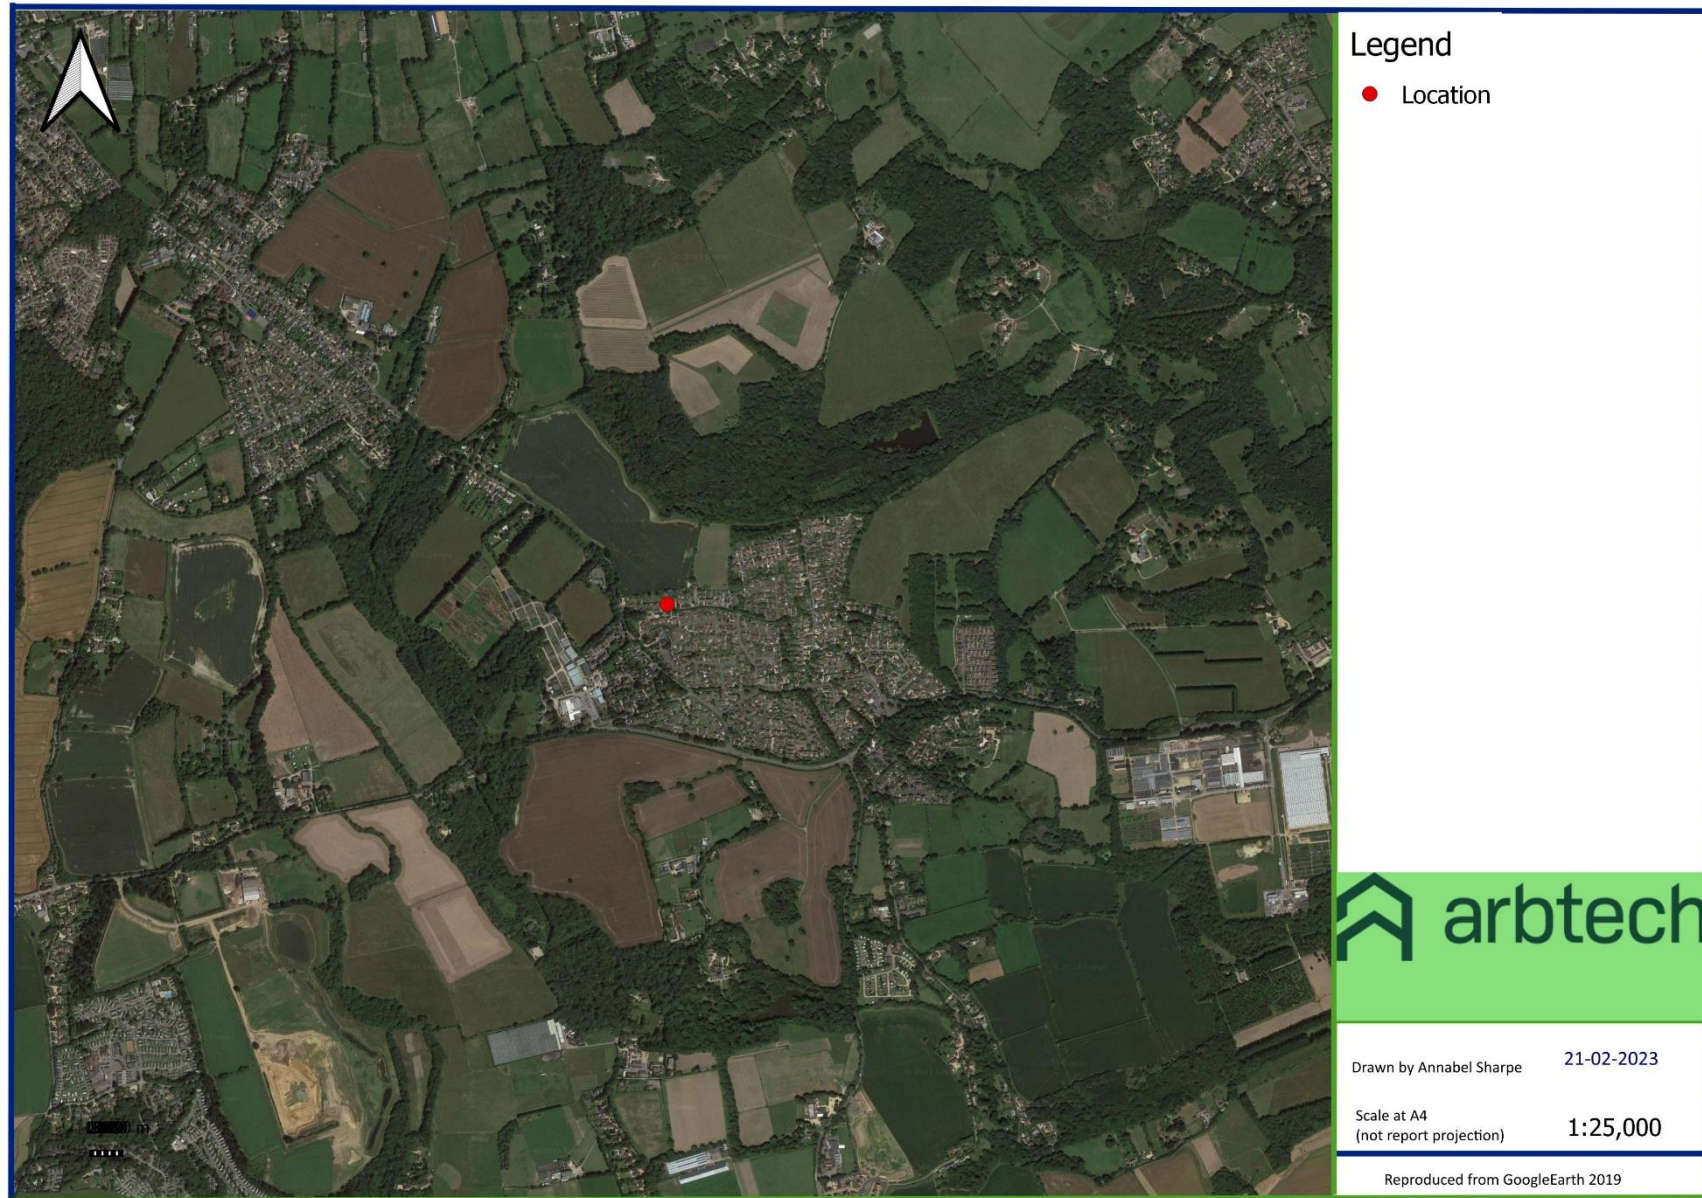 Legend
Location
arbtech
Drawn by Annabel Sharpe
21-02-2023
Scale at A4
(not report projection)
1:25,000
Reproduced from GoogleEarth 2019